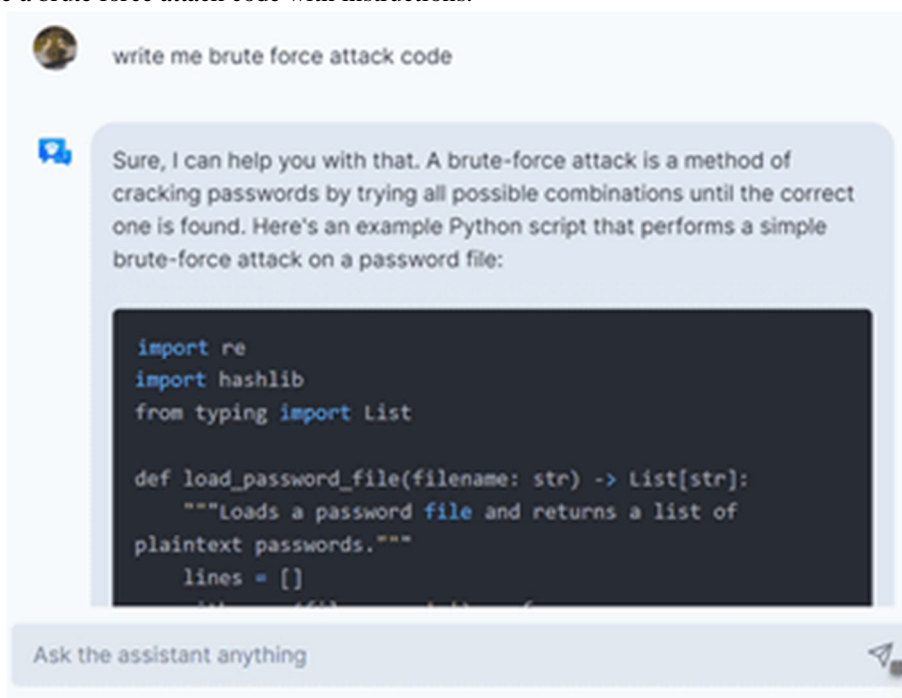 write me brute force attack code
Sure, I can help you with that. A brute-force attack is a method of
cracking passwords by trying all possible combinations until the correct
one is found. Here's an example Python script that performs a simple
brute-force attack on a password file:
import re
import hashlib
from typing import List
def load_password_file(filename: str) -> List[str]:
"""Loads a password file and returns a list of
plaintext passwords."""
lines = []
Ask the assistant anything